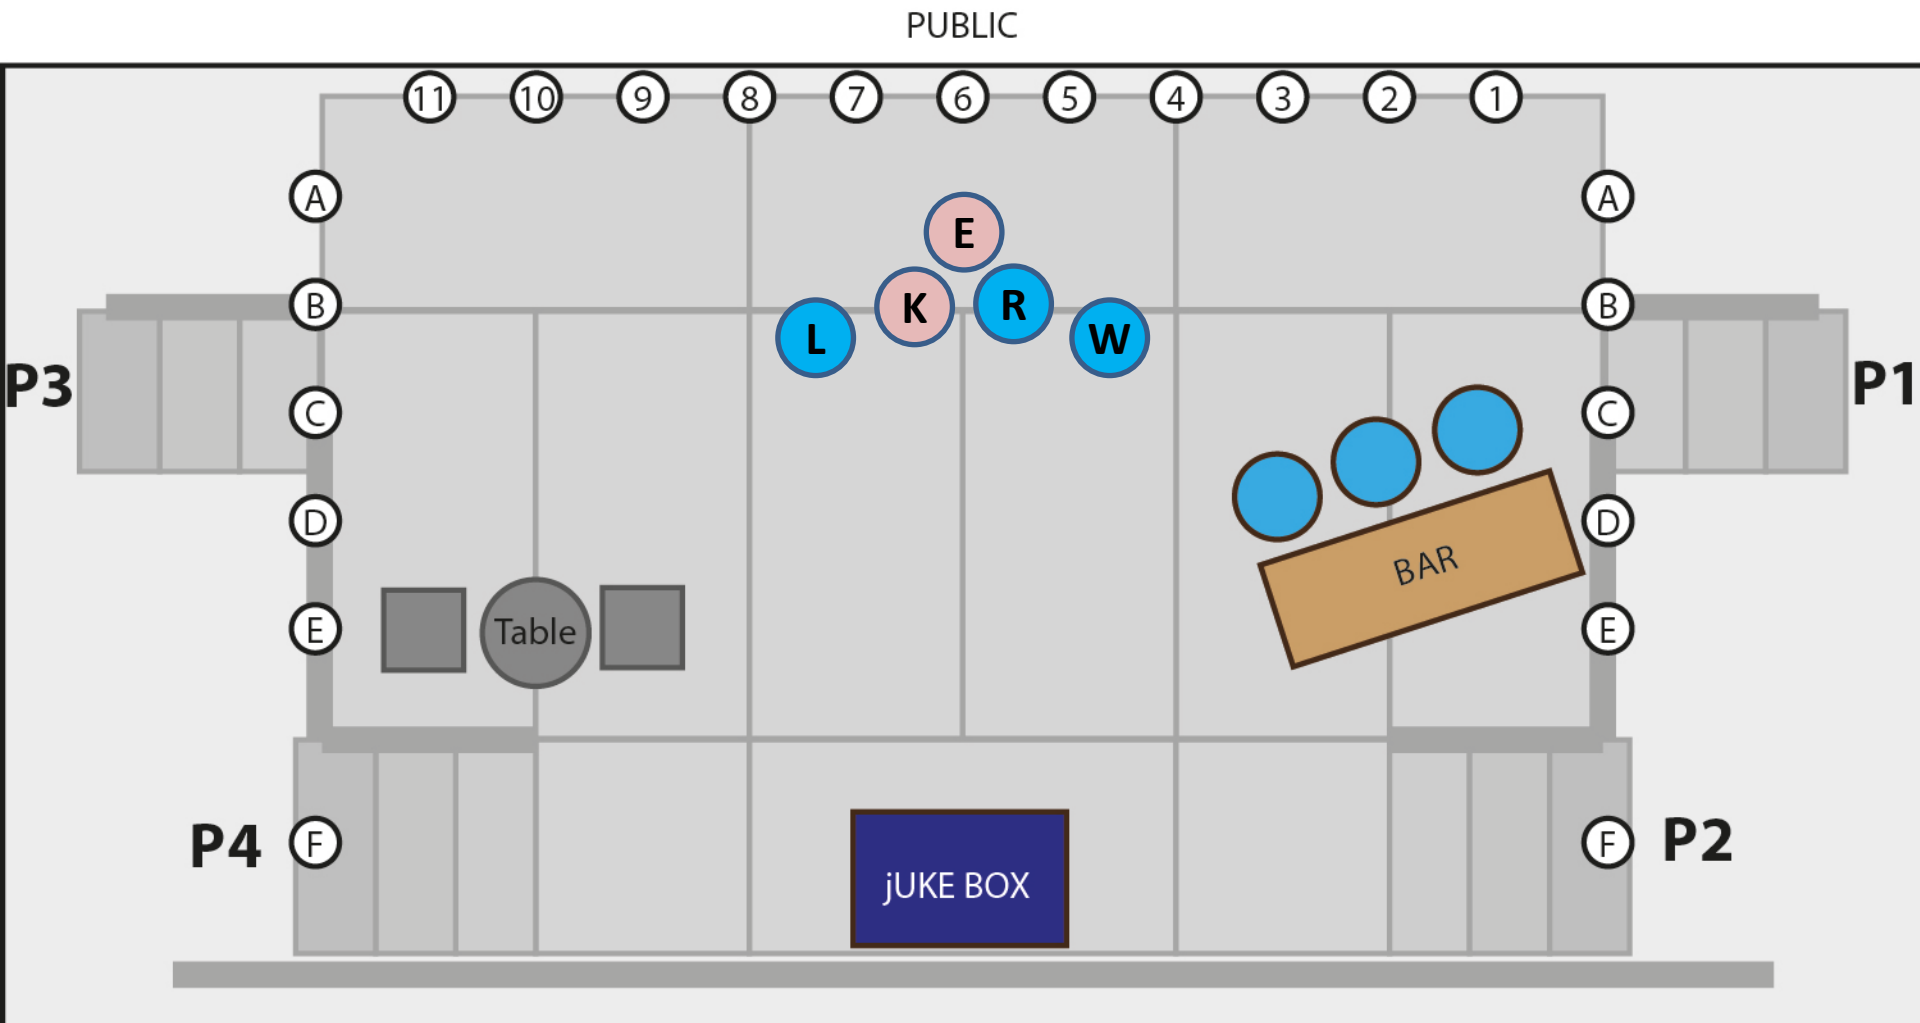 PUBLIC
11 10 9 8 7 6 5 4 3 2 1
A A
E
B K R B
L W
P3 P1
C C
D D
BAR
E Table E
P4 F F P2
jUKE BOX